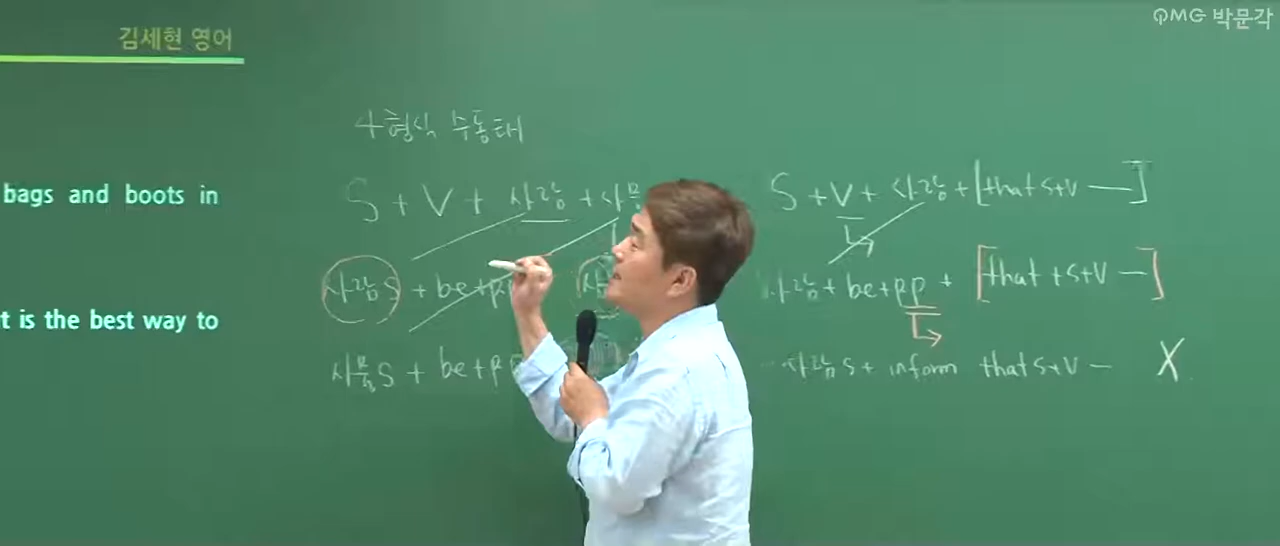 PMG 박문각
김세현 영어
4형식 수동태
bags and boots in
S + V + 사람 + 사물
S + V + 사람 + [that S+V ─]
사람S + be + pp
사람 + be + pp + [that + S+V ─]
t is the best way to
사물S + be + pp
사람S + inform that S+V ─ X